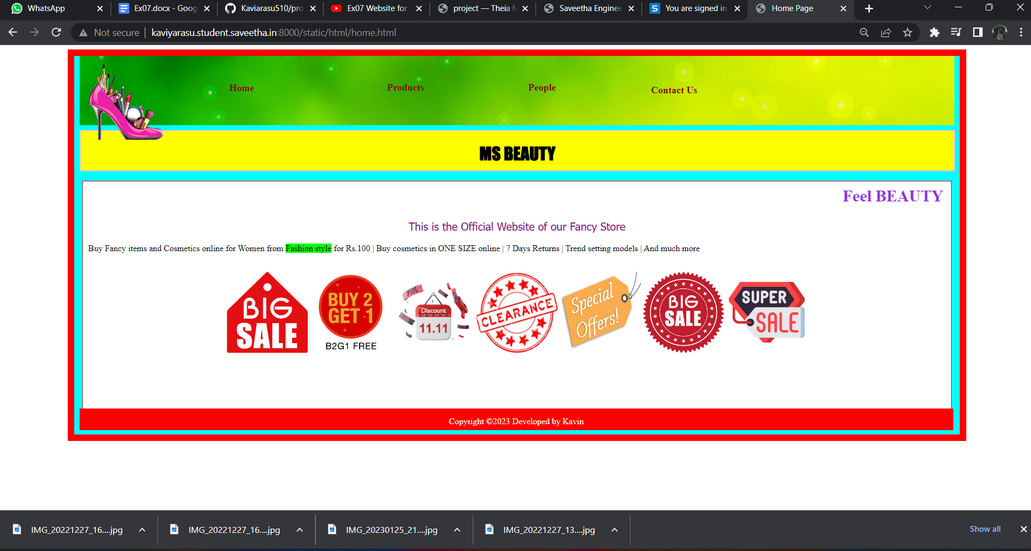 WhatsApp
Ex07.docx - Goog
Kaviarasu510/pro
Ex07 Website for
project — Theia
Saveetha Engine
You are signed in
Home Page
Not secure | kaviyarasu.student.saveetha.in:8000/static/html/home.html
Home
Products
People
Contact Us
MS BEAUTY
Feel BEAUTY
This is the Official Website of our Fancy Store
Buy Fancy items and Cosmetics online for Women from Fashion style for Rs.100 | Buy cosmetics in ONE SIZE online | 7 Days Returns | Trend setting models | And much more
BIG
SALE
BUY 2
GET 1
B2G1 FREE
Discount
11.11
CLEARANCE
Special
Offers!
BIG
SALE
SUPER
SALE
Copyright ©2023 Developed by Kavin
IMG_20221227_16....jpg
IMG_20221227_16....jpg
IMG_20230125_21....jpg
IMG_20221227_13....jpg
Show all